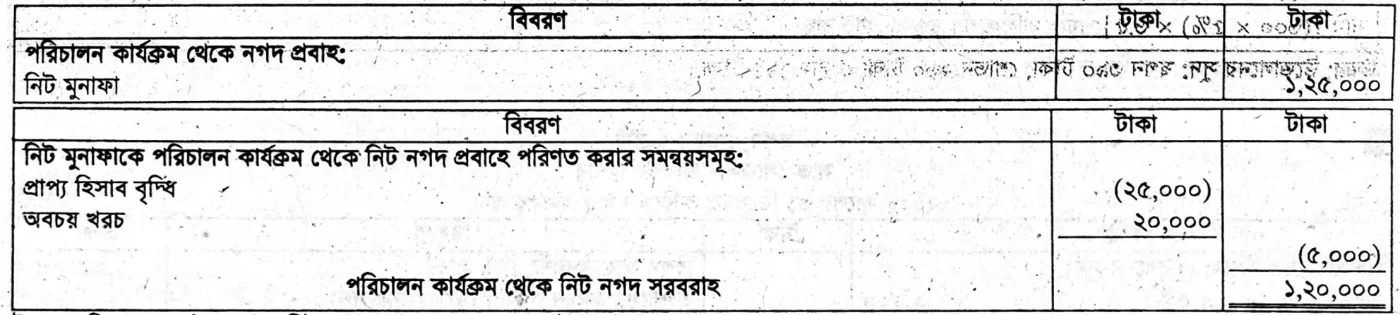 বিবরণ টাকা টাকা
পরিচালন কার্যক্রম থেকে নগদ প্রবাহ:
নিট মুনাফা ১,২৫,০০০
বিবরণ টাকা টাকা
নিট মুনাফাকে পরিচালন কার্যক্রম থেকে নিট নগদ প্রবাহে পরিণত করার সমন্বয়সমূহ:
প্রাপ্য হিসাব বৃদ্ধি (২৫,০০০)
অবচয় খরচ ২০,০০০
(৫,০০০)
পরিচালন কার্যক্রম থেকে নিট নগদ সরবরাহ ১,২০,০০০